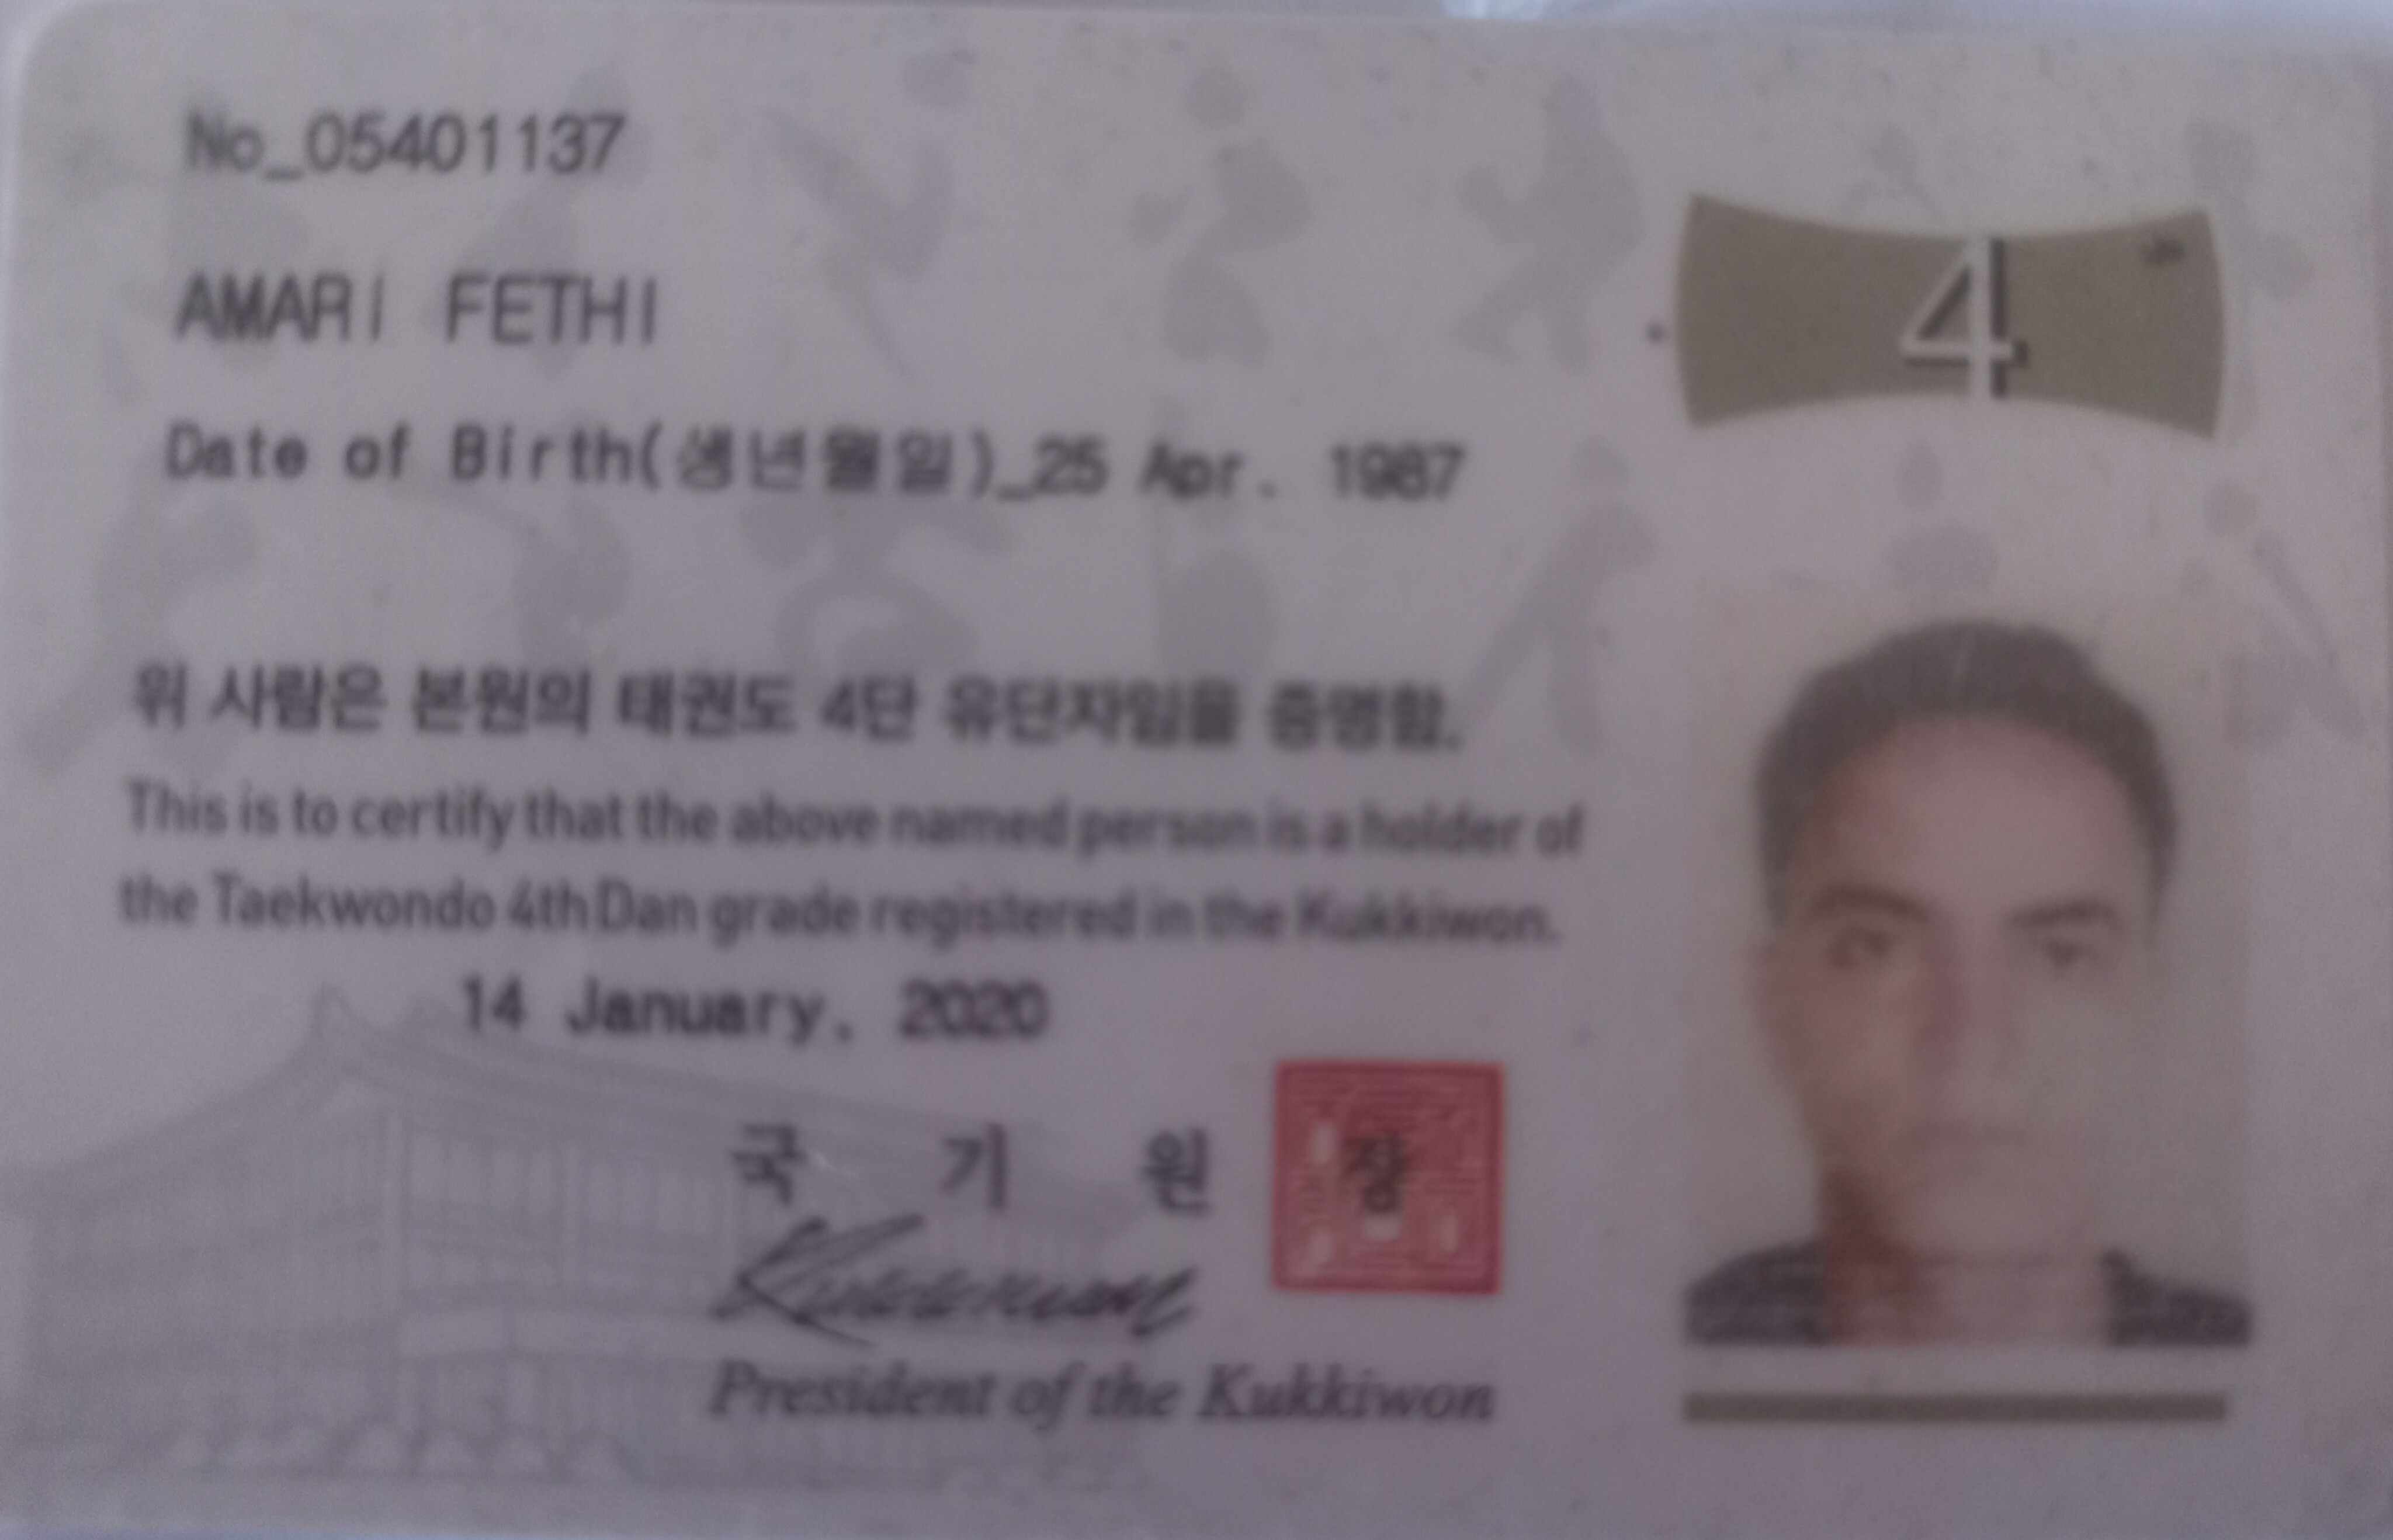 No_05401137
4
AMARi FETHI
Date of Birth(생년월일)_25 Apr. 1987
위 사람은 본원의 태권도 4단 유단자임을 증명함.
This is to certify that the above named person is a holder of
the Taekwondo 4th Dan grade registered in the Kukkiwon.
14 January, 2020
국 기 원 장
President of the Kukkiwon